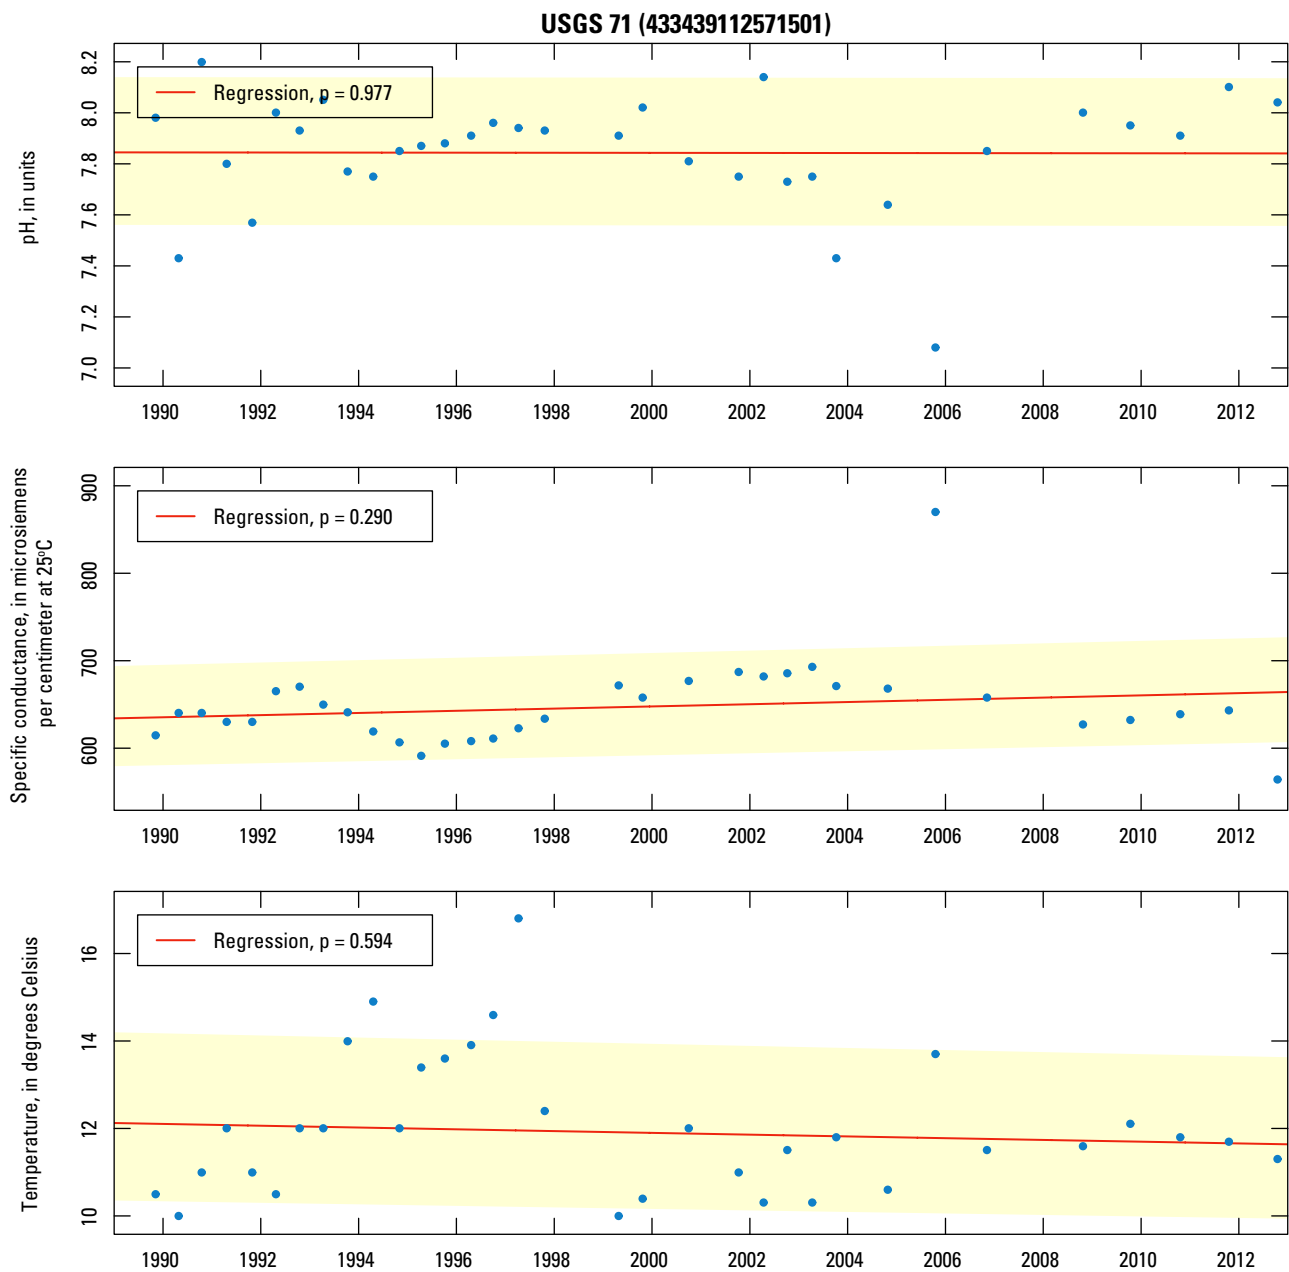 USGS 71 (433439112571501)
pH, in units
8.2
8.0
7.8
7.6
7.4
7.2
7.0
Regression, p = 0.977
1990 1992 1994 1996 1998 2000 2002 2004 2006 2008 2010 2012
Specific conductance, in microsiemens
per centimeter at 25°C
900
800
700
600
Regression, p = 0.290
1990 1992 1994 1996 1998 2000 2002 2004 2006 2008 2010 2012
Temperature, in degrees Celsius
16
14
12
10
Regression, p = 0.594
1990 1992 1994 1996 1998 2000 2002 2004 2006 2008 2010 2012